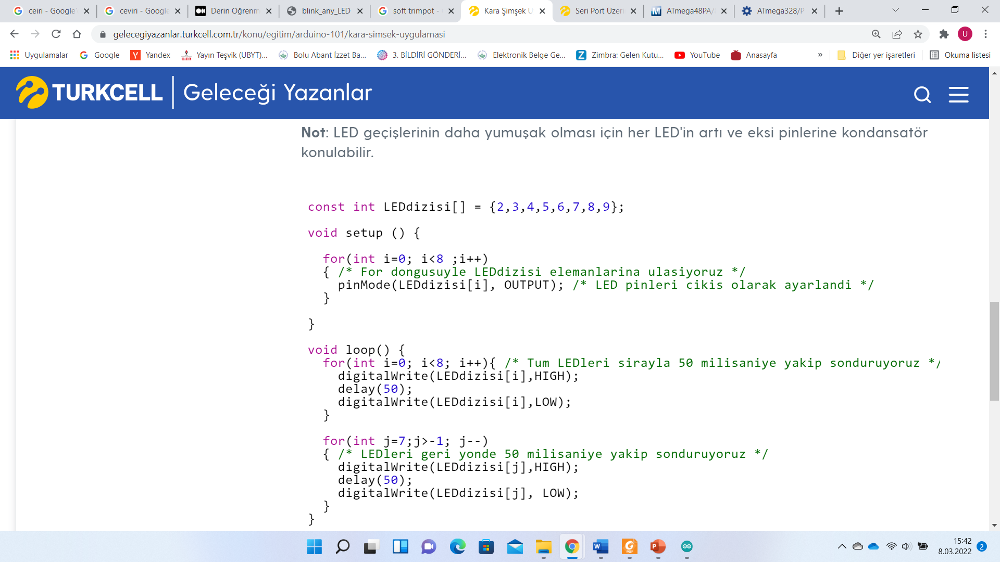 ceiri - Google'
ceviri - Google
Derin Öğrenm
blink_any_LED
soft trimpot -
Kara Şimşek U
Seri Port Üzeri
ATmega48PA/
ATmega328/P
gelecegiyazanlar.turkcell.com.tr/konu/egitim/arduino-101/kara-simsek-uygulamasi
U
Uygulamalar
Google
Yandex
Yayın Teşvik (UBYT)...
Bolu Abant İzzet Ba...
3. BİLDİRİ GÖNDERİ...
Elektronik Belge Ge...
Zimbra: Gelen Kutu...
YouTube
Anasayfa
»
Diğer yer işaretleri
Okuma listesi
TURKCELL | Geleceği Yazanlar
Not: LED geçişlerinin daha yumuşak olması için her LED'in artı ve eksi pinlerine kondansatör
konulabilir.
const int LEDdizisi[] = {2,3,4,5,6,7,8,9};
void setup () {
for(int i=0; i<8 ;i++)
{ /* For dongusuyle LEDdizisi elemanlarina ulasiyoruz */
pinMode(LEDdizisi[i], OUTPUT); /* LED pinleri cikis olarak ayarlandi */
}
}
void loop() {
for(int i=0; i<8; i++){ /* Tum LEDleri sirayla 50 milisaniye yakip sonduruyoruz */
digitalWrite(LEDdizisi[i],HIGH);
delay(50);
digitalWrite(LEDdizisi[i],LOW);
}
for(int j=7;j>-1; j--)
{ /* LEDleri geri yonde 50 milisaniye yakip sonduruyoruz */
digitalWrite(LEDdizisi[j],HIGH);
delay(50);
digitalWrite(LEDdizisi[j], LOW);
}
}
15:42
8.03.2022
2